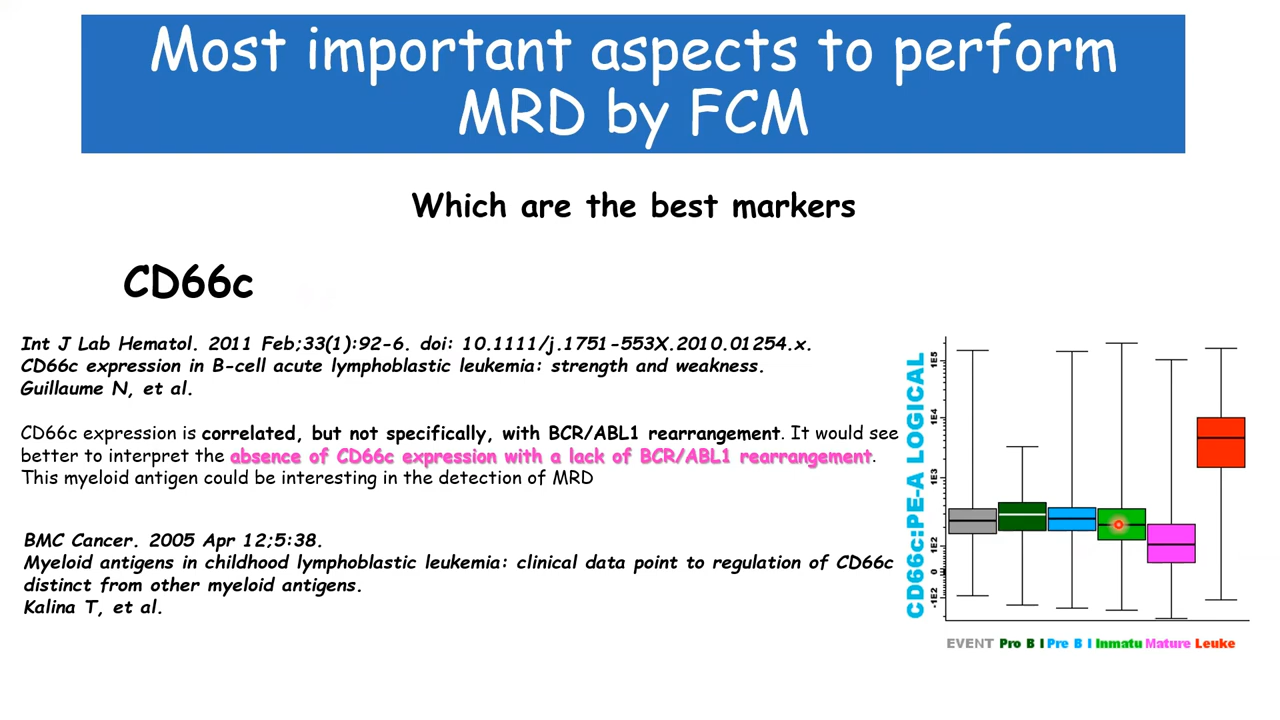 Most important aspects to perform
MRD by FCM
Which are the best markers
CD66c
Int J Lab Hematol. 2011 Feb;33(1):92-6. doi: 10.1111/j.1751-553X.2010.01254.x.
CD66c expression in B-cell acute lymphoblastic leukemia: strength and weakness.
Guillaume N, et al.
CD66c expression is correlated, but not specifically, with BCR/ABL1 rearrangement. It would see
better to interpret the absence of CD66c expression with a lack of BCR/ABL1 rearrangement.
This myeloid antigen could be interesting in the detection of MRD
BMC Cancer. 2005 Apr 12;5:38.
Myeloid antigens in childhood lymphoblastic leukemia: clinical data point to regulation of CD66c
distinct from other myeloid antigens.
Kalina T, et al.
CD66c:PE-A LOGICAL
1E5
1E4
1E3
1E2
0
-1E2
EVENT Pro B I Pre B I Inmatu Mature Leuke